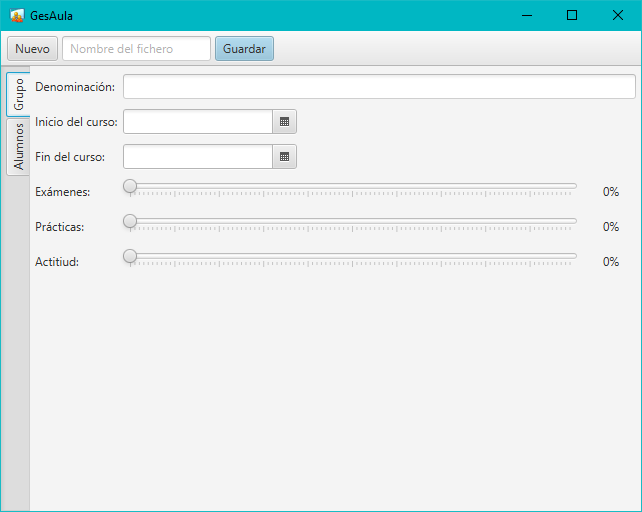 GesAula
Nuevo Nombre del fichero Guardar
Grupo
Alumnos
Denominación:
Inicio del curso:
Fin del curso:
Exámenes: 0%
Prácticas: 0%
Actitiud: 0%